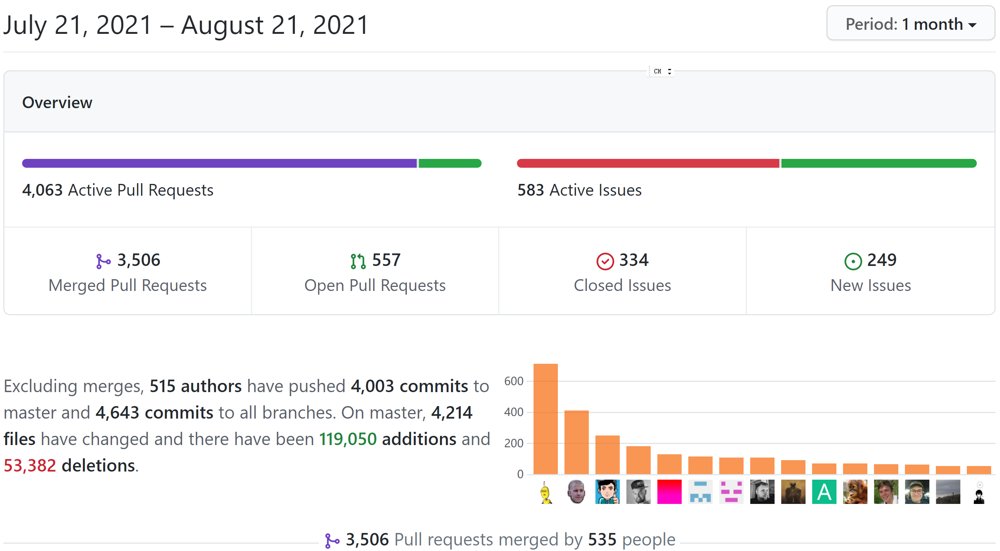 July 21, 2021 – August 21, 2021
Period: 1 month
CH
Overview
4,063 Active Pull Requests
583 Active Issues
3,506
Merged Pull Requests
557
Open Pull Requests
334
Closed Issues
249
New Issues
Excluding merges, 515 authors have pushed 4,003 commits to
master and 4,643 commits to all branches. On master, 4,214
files have changed and there have been 119,050 additions and
53,382 deletions.
600
400
200
0
A
3,506 Pull requests merged by 535 people